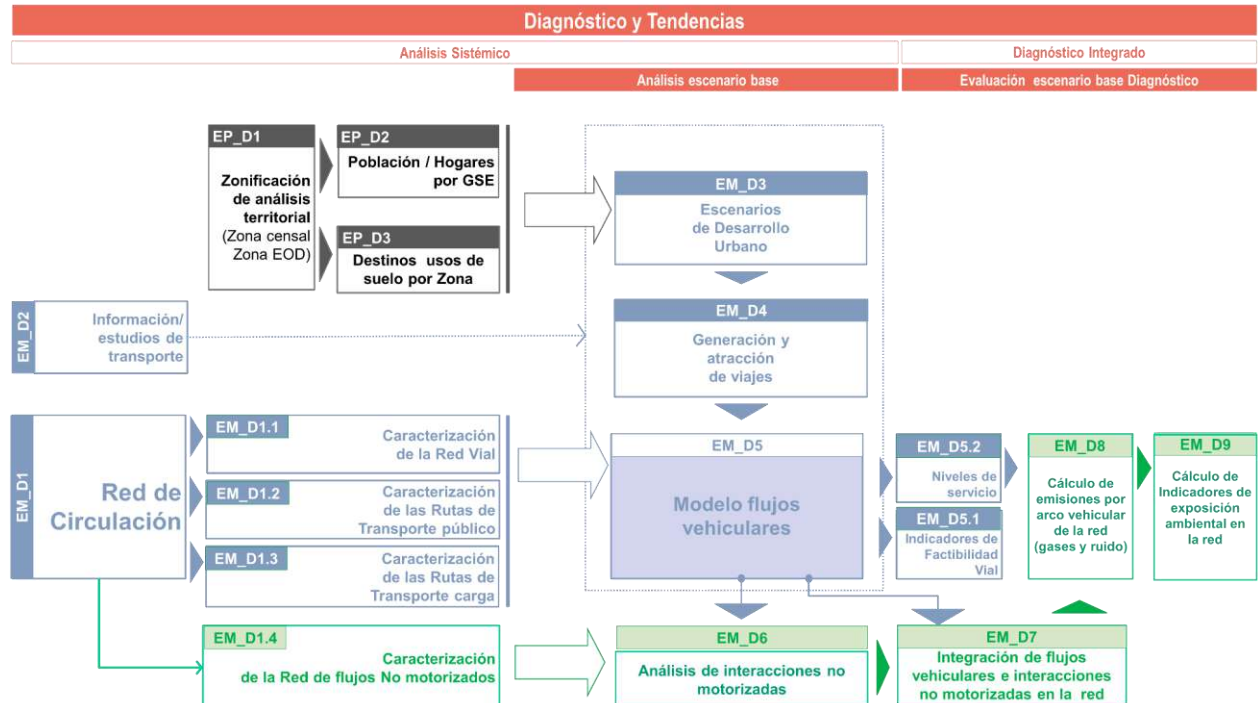 Diagnóstico y Tendencias
Análisis Sistémico
Diagnóstico Integrado
Análisis escenario base
Evaluación escenario base Diagnóstico
EP_D1
Zonificación
de análisis
territorial
(Zona censal
Zona EOD)
EP_D2
Población / Hogares
por GSE
EP_D3
Destinos usos de
suelo por Zona
EM_D3
Escenarios
de Desarrollo
Urbano
EM_D2
Información/
estudios de
transporte
EM_D4
Generación y
atracción
de viajes
EM_D1
Red de
Circulación
EM_D1.1
Caracterización
de la Red Vial
EM_D1.2
Caracterización
de las Rutas de
Transporte público
EM_D1.3
Caracterización
de las Rutas de
Transporte carga
EM_D5
Modelo flujos
vehiculares
EM_D5.2
Niveles de
servicio
EM_D5.1
Indicadores de
Factibilidad
Vial
EM_D8
Cálculo de
emisiones por
arco vehicular
de la red
(gases y ruido)
EM_D9
Cálculo de
Indicadores de
exposición
ambiental en
la red
EM_D1.4
Caracterización
de la Red de flujos No motorizados
EM_D6
Análisis de interacciones no
motorizadas
EM_D7
Integración de flujos
vehiculares e interacciones
no motorizadas en la red